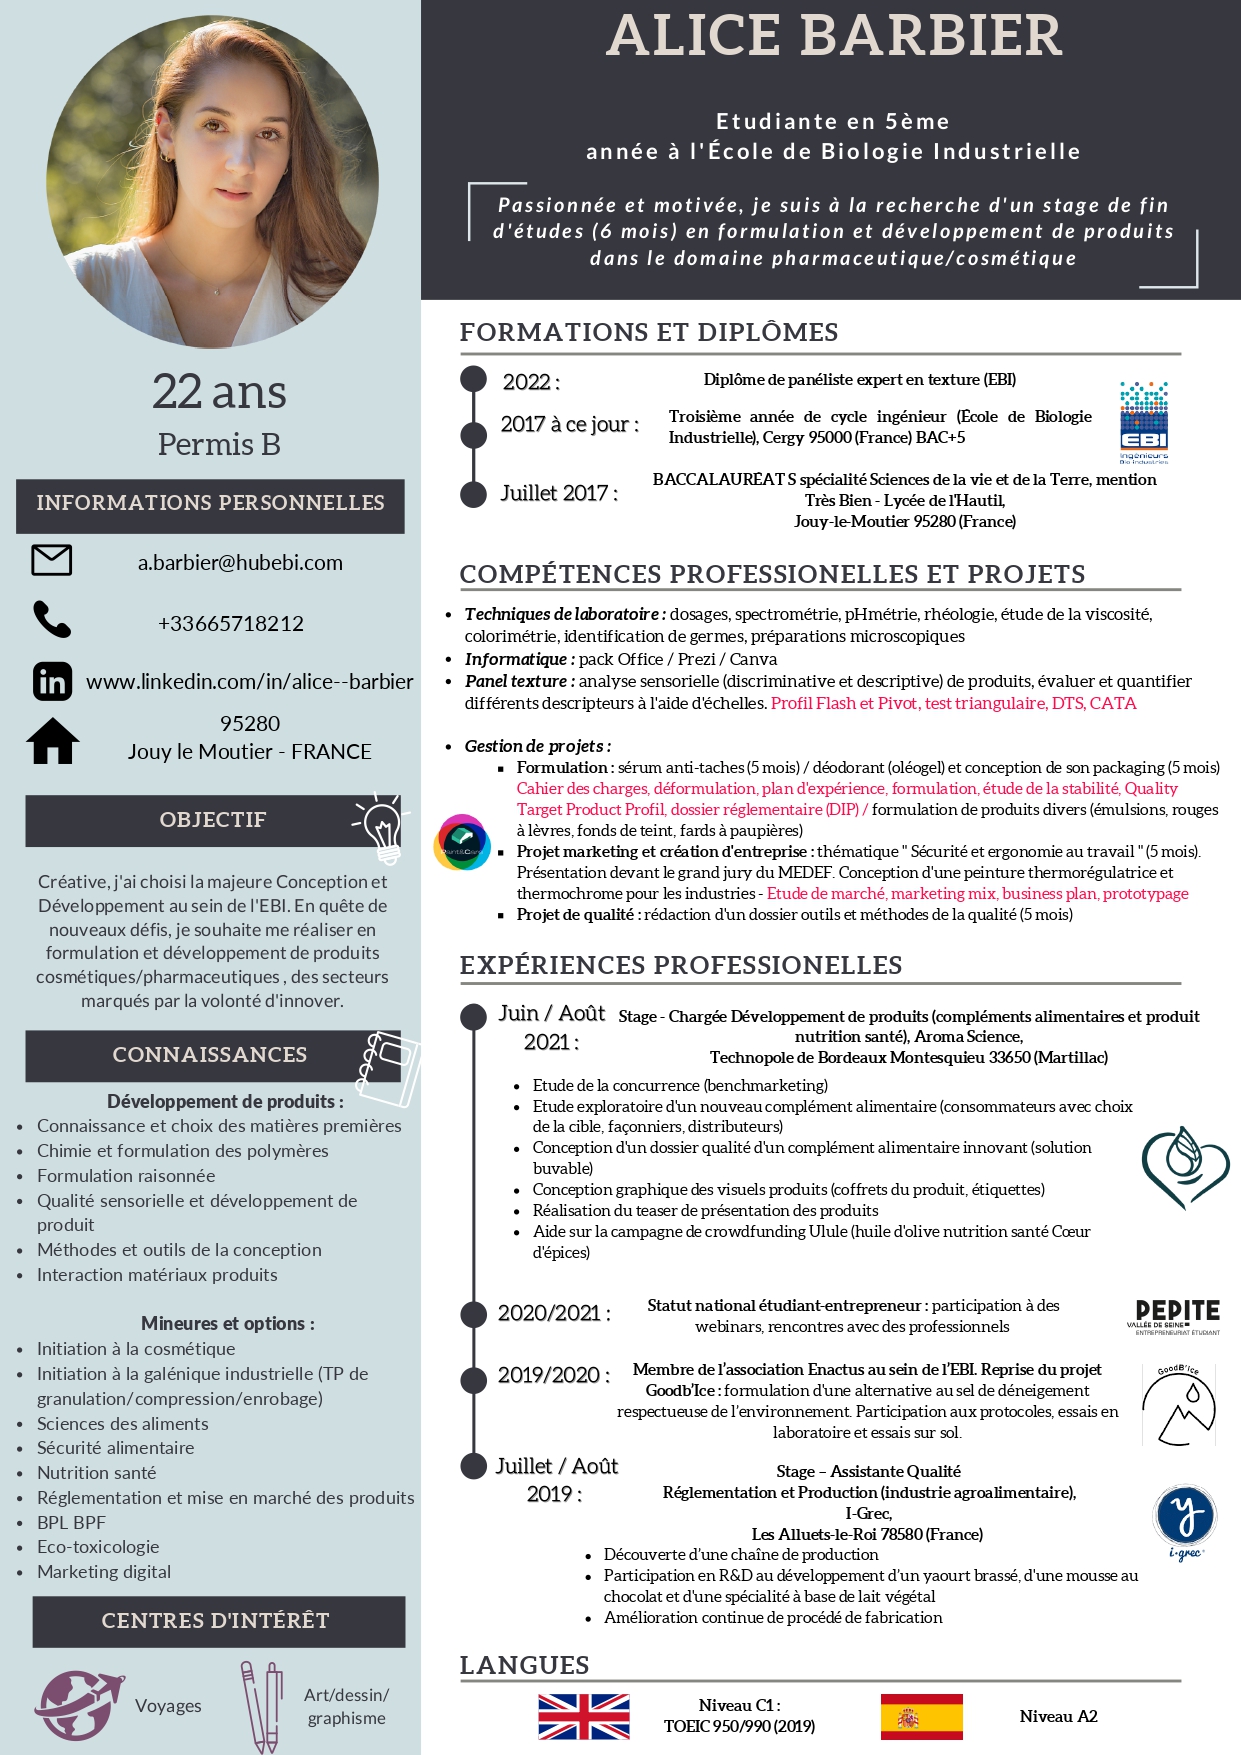 ALICE BARBIER
Etudiante en 5ème
année à l'École de Biologie Industrielle
Passionnée et motivée, je suis à la recherche d'un stage de fin
d'études (6 mois) en formulation et développement de produits
dans le domaine pharmaceutique/cosmétique
22 ans
Permis B
INFORMATIONS PERSONNELLES
a.barbier@hubebi.com
+33665718212
in
www.linkedin.com/in/alice--barbier
95280
Jouy le Moutier - FRANCE
OBJECTIF
Créative, j'ai choisi la majeure Conception et
Développement au sein de l'EBI. En quête de
nouveaux défis, je souhaite me réaliser en
formulation et développement de produits
cosmétiques/pharmaceutiques , des secteurs
marqués par la volonté d'innover.
CONNAISSANCES
Développement de produits :
• Connaissance et choix des matières premières
• Chimie et formulation des polymères
• Formulation raisonnée
• Qualité sensorielle et développement de
produit
• Méthodes et outils de la conception
• Interaction matériaux produits
Mineures et options :
• Initiation à la cosmétique
• Initiation à la galénique industrielle (TP de
granulation/compression/enrobage)
• Sciences des aliments
• Sécurité alimentaire
• Nutrition santé
• Réglementation et mise en marché des produits
• BPL BPF
• Eco-toxicologie
• Marketing digital
CENTRES D'INTÉRÊT
Voyages
Art/dessin/
graphisme
FORMATIONS ET DIPLÔMES
2022 :
Diplôme de panéliste expert en texture (EBI)
2017 à ce jour :
Troisième année de cycle ingénieur (École de Biologie
Industrielle), Cergy 95000 (France) BAC+5
EBI
Ingénieurs
Bio industries
Juillet 2017 :
BACCALAURÉAT S spécialité Sciences de la vie et de la Terre, mention
Très Bien - Lycée de l'Hautil,
Jouy-le-Moutier 95280 (France)
COMPÉTENCES PROFESSIONELLES ET PROJETS
• Techniques de laboratoire : dosages, spectrométrie, pHmétrie, rhéologie, étude de la viscosité,
colorimétrie, identification de germes, préparations microscopiques
• Informatique : pack Office / Prezi / Canva
• Panel texture : analyse sensorielle (discriminative et descriptive) de produits, évaluer et quantifier
différents descripteurs à l'aide d'échelles. Profil Flash et Pivot, test triangulaire, DTS, CATA
• Gestion de projets :
▪ Formulation : sérum anti-taches (5 mois) / déodorant (oléogel) et conception de son packaging (5 mois)
Cahier des charges, déformulation, plan d'expérience, formulation, étude de la stabilité, Quality
Target Product Profil, dossier réglementaire (DIP) / formulation de produits divers (émulsions, rouges
à lèvres, fonds de teint, fards à paupières)
▪ Projet marketing et création d'entreprise : thématique " Sécurité et ergonomie au travail " (5 mois).
Présentation devant le grand jury du MEDEF. Conception d'une peinture thermorégulatrice et
thermochrome pour les industries - Etude de marché, marketing mix, business plan, prototypage
▪ Projet de qualité : rédaction d'un dossier outils et méthodes de la qualité (5 mois)
EXPÉRIENCES PROFESSIONELLES
Juin / Août
2021 :
Stage - Chargée Développement de produits (compléments alimentaires et produit
nutrition santé), Aroma Science,
Technopole de Bordeaux Montesquieu 33650 (Martillac)
• Etude de la concurrence (benchmarketing)
• Etude exploratoire d'un nouveau complément alimentaire (consommateurs avec choix
de la cible, façonniers, distributeurs)
• Conception d'un dossier qualité d'un complément alimentaire innovant (solution
buvable)
• Conception graphique des visuels produits (coffrets du produit, étiquettes)
• Réalisation du teaser de présentation des produits
• Aide sur la campagne de crowdfunding Ulule (huile d'olive nutrition santé Cœur
d'épices)
2020/2021 :
Statut national étudiant-entrepreneur : participation à des
webinars, rencontres avec des professionnels
PEPITE
VALLÉE DE SEINE
ENTREPRENEURIAT ÉTUDIANT
2019/2020 :
Membre de l’association Enactus au sein de l’EBI. Reprise du projet
Goodb’Ice : formulation d'une alternative au sel de déneigement
respectueuse de l’environnement. Participation aux protocoles, essais en
laboratoire et essais sur sol.
GoodB'Ice
Juillet / Août
2019 :
Stage – Assistante Qualité
Réglementation et Production (industrie agroalimentaire),
I-Grec,
Les Alluets-le-Roi 78580 (France)
y
i-grec
• Découverte d’une chaîne de production
• Participation en R&D au développement d’un yaourt brassé, d'une mousse au
chocolat et d'une spécialité à base de lait végétal
• Amélioration continue de procédé de fabrication
LANGUES
Niveau C1 :
TOEIC 950/990 (2019)
Niveau A2